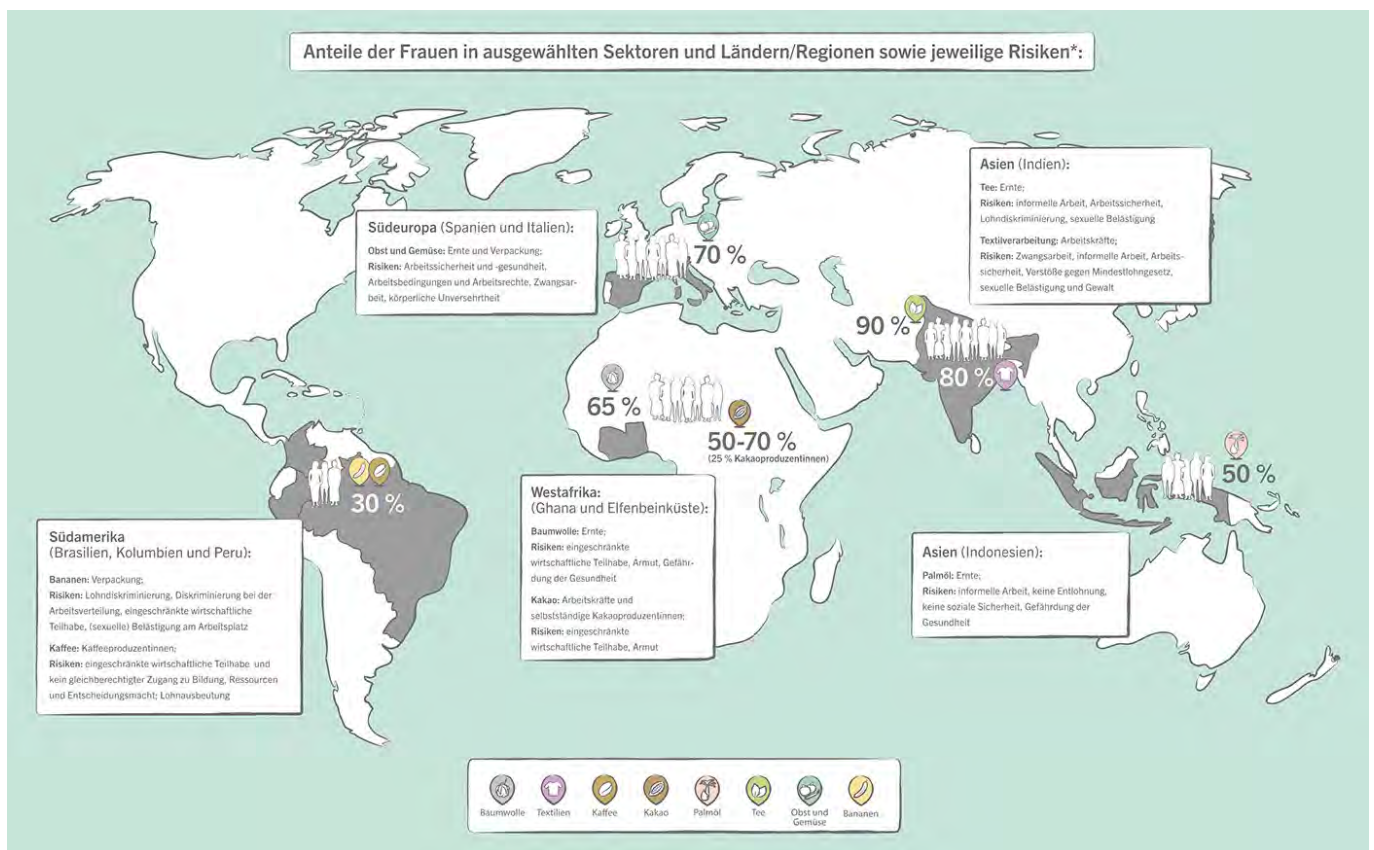 Anteile der Frauen in ausgewählten Sektoren und Ländern/Regionen sowie jeweilige Risiken*:
Asien (Indien):
Tee: Ernte;
Risiken: informelle Arbeit, Arbeitssicherheit,
Lohndiskriminierung, sexuelle Belästigung
Textilverarbeitung: Arbeitskräfte;
Risiken: Zwangsarbeit, informelle Arbeit, Arbeits-
sicherheit, Verstöße gegen Mindestlohngesetz,
sexuelle Belästigung und Gewalt
Südeuropa (Spanien und Italien):
Obst und Gemüse: Ernte und Verpackung;
Risiken: Arbeitssicherheit und -gesundheit,
Arbeitsbedingungen und Arbeitsrechte, Zwangsar-
beit, körperliche Unversehrtheit
70 %
90 %
80 %
65 %
50-70 %
(25 % Kakaoproduzentinnen)
50 %
30 %
Westafrika:
(Ghana und Elfenbeinküste):
Baumwolle: Ernte;
Risiken: eingeschränkte
wirtschaftliche Teilhabe, Armut, Gefähr-
dung der Gesundheit
Kakao: Arbeitskräfte und
selbstständige Kakaoproduzentinnen;
Risiken: eingeschränkte
wirtschaftliche Teilhabe, Armut
Südamerika
(Brasilien, Kolumbien und Peru):
Bananen: Verpackung;
Risiken: Lohndiskriminierung, Diskriminierung bei der
Arbeitsverteilung, eingeschränkte wirtschaftliche
Teilhabe, (sexuelle) Belästigung am Arbeitsplatz
Kaffee: Kaffeeproduzentinnen;
Risiken: eingeschränkte wirtschaftliche Teilhabe und
kein gleichberechtigter Zugang zu Bildung, Ressourcen
und Entscheidungsmacht; Lohnausbeutung
Asien (Indonesien):
Palmöl: Ernte;
Risiken: informelle Arbeit, keine Entlohnung,
keine soziale Sicherheit, Gefährdung der
Gesundheit
Baumwolle
Textilien
Kaffee
Kakao
Palmöl
Tee
Obst und
Gemüse
Bananen